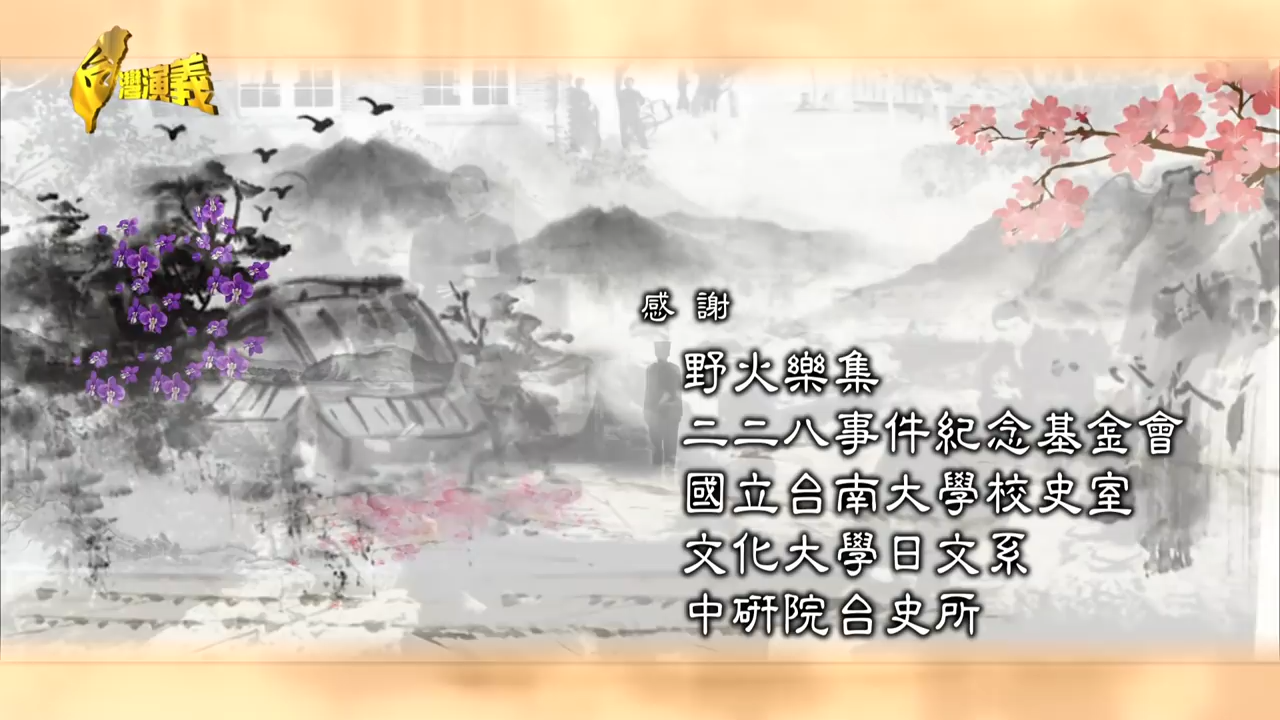 台灣演義
感謝
野火樂集
二二八事件紀念基金會
國立台南大學校史室
文化大學日文系
中研院台史所